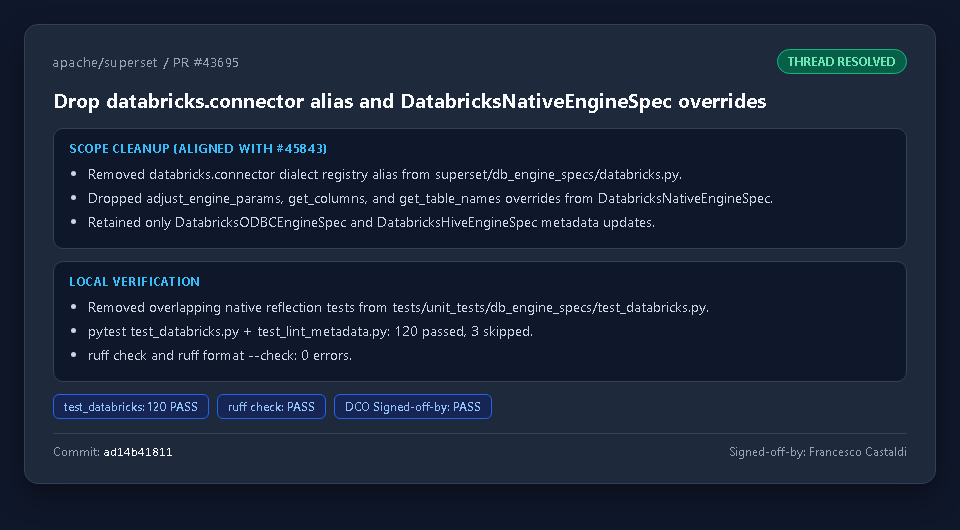 apache/superset / PR #43695
THREAD RESOLVED
Drop databricks.connector alias and DatabricksNativeEngineSpec overrides
SCOPE CLEANUP (ALIGNED WITH #45843)
• Removed databricks.connector dialect registry alias from superset/db_engine_specs/databricks.py.
• Dropped adjust_engine_params, get_columns, and get_table_names overrides from DatabricksNativeEngineSpec.
• Retained only DatabricksODBCEngineSpec and DatabricksHiveEngineSpec metadata updates.
LOCAL VERIFICATION
• Removed overlapping native reflection tests from tests/unit_tests/db_engine_specs/test_databricks.py.
• pytest test_databricks.py + test_lint_metadata.py: 120 passed, 3 skipped.
• ruff check and ruff format --check: 0 errors.
test_databricks: 120 PASS
ruff check: PASS
DCO Signed-off-by: PASS
Commit: ad14b41811
Signed-off-by: Francesco Castaldi